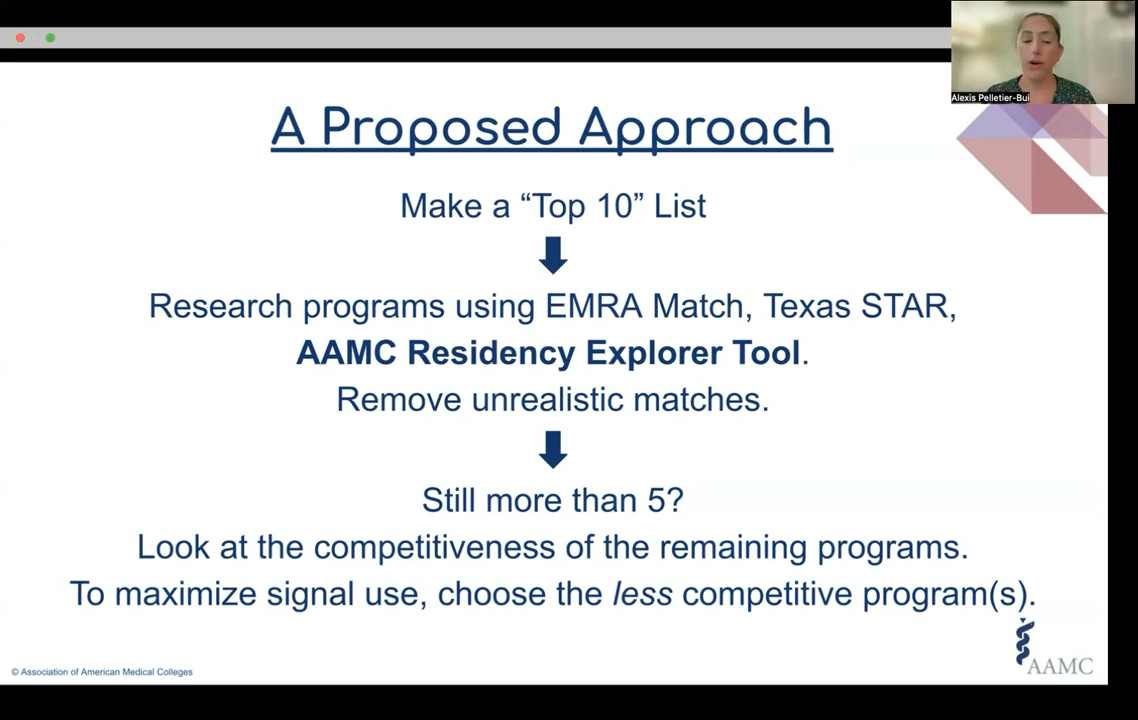 Alexis Pelletier-Bui
A Proposed Approach
Make a “Top 10” List
Research programs using EMRA Match, Texas STAR,
AAMC Residency Explorer Tool.
Remove unrealistic matches.
Still more than 5?
Look at the competitiveness of the remaining programs.
To maximize signal use, choose the less competitive program(s).
© Association of American Medical Colleges
AAMC